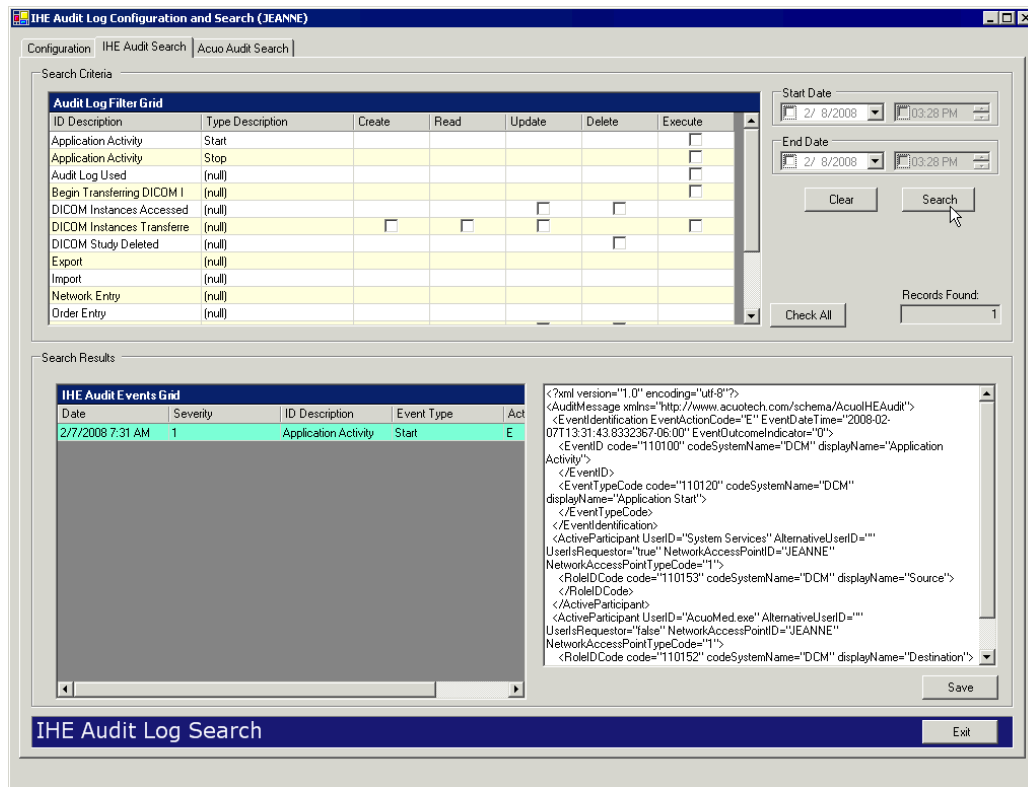 IHE Audit Log Configuration and Search (JEANNE)
Configuration IHE Audit Search Acuo Audit Search
Search Criteria
Audit Log Filter Grid
ID Description Type Description Create Read Update Delete Execute
Application Activity Start
Application Activity Stop
Audit Log Used (null)
Begin Transferring DICOM I (null)
DICOM Instances Accessed (null)
DICOM Instances Transferre (null)
DICOM Study Deleted (null)
Export (null)
Import (null)
Network Entry (null)
Order Entry (null)
Start Date
2/ 8/2008 03:28 PM
End Date
2/ 8/2008 03:28 PM
Clear Search
Records Found:
Check All 1
Search Results
IHE Audit Events Grid
Date Severity ID Description Event Type Act
2/7/2008 7:31 AM 1 Application Activity Start E
<?xml version="1.0" encoding="utf-8"?>
<AuditMessage xmlns="http://www.acuotech.com/schema/AcuoIHEAudit">
<EventIdentification EventActionCode="E" EventDateTime="2008-02-
07T13:31:43.8332367-06:00" EventOutcomeIndicator="0">
<EventID code="110100" codeSystemName="DCM" displayName="Application
Activity">
</EventID>
<EventTypeCode code="110120" codeSystemName="DCM"
displayName="Application Start">
</EventTypeCode>
</EventIdentification>
<ActiveParticipant UserID="System Services" AlternativeUserID=""
UserIsRequestor="true" NetworkAccessPointID="JEANNE"
NetworkAccessPointTypeCode="1">
<RoleIDCode code="110153" codeSystemName="DCM" displayName="Source">
</RoleIDCode>
</ActiveParticipant>
<ActiveParticipant UserID="AcuoMed.exe" AlternativeUserID=""
UserIsRequestor="false" NetworkAccessPointID="JEANNE"
NetworkAccessPointTypeCode="1">
<RoleIDCode code="110152" codeSystemName="DCM" displayName="Destination">
Save
IHE Audit Log Search
Exit